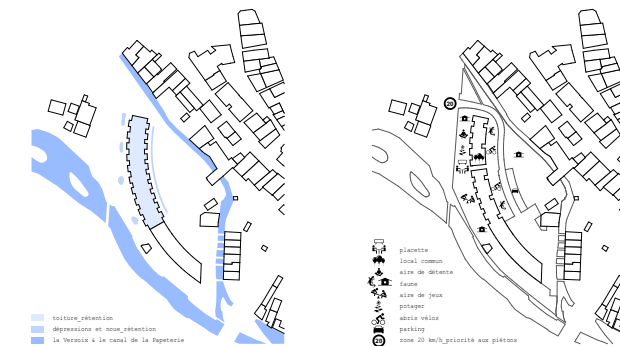 20
toiture_rétention
dépressions et noue_rétention
la Versoix & le canal de la Papeterie
placette
local commun
aire de détente
faune
aire de jeux
potager
abris vélos
parking
20 zone 20 km/h_priorité aux piétons